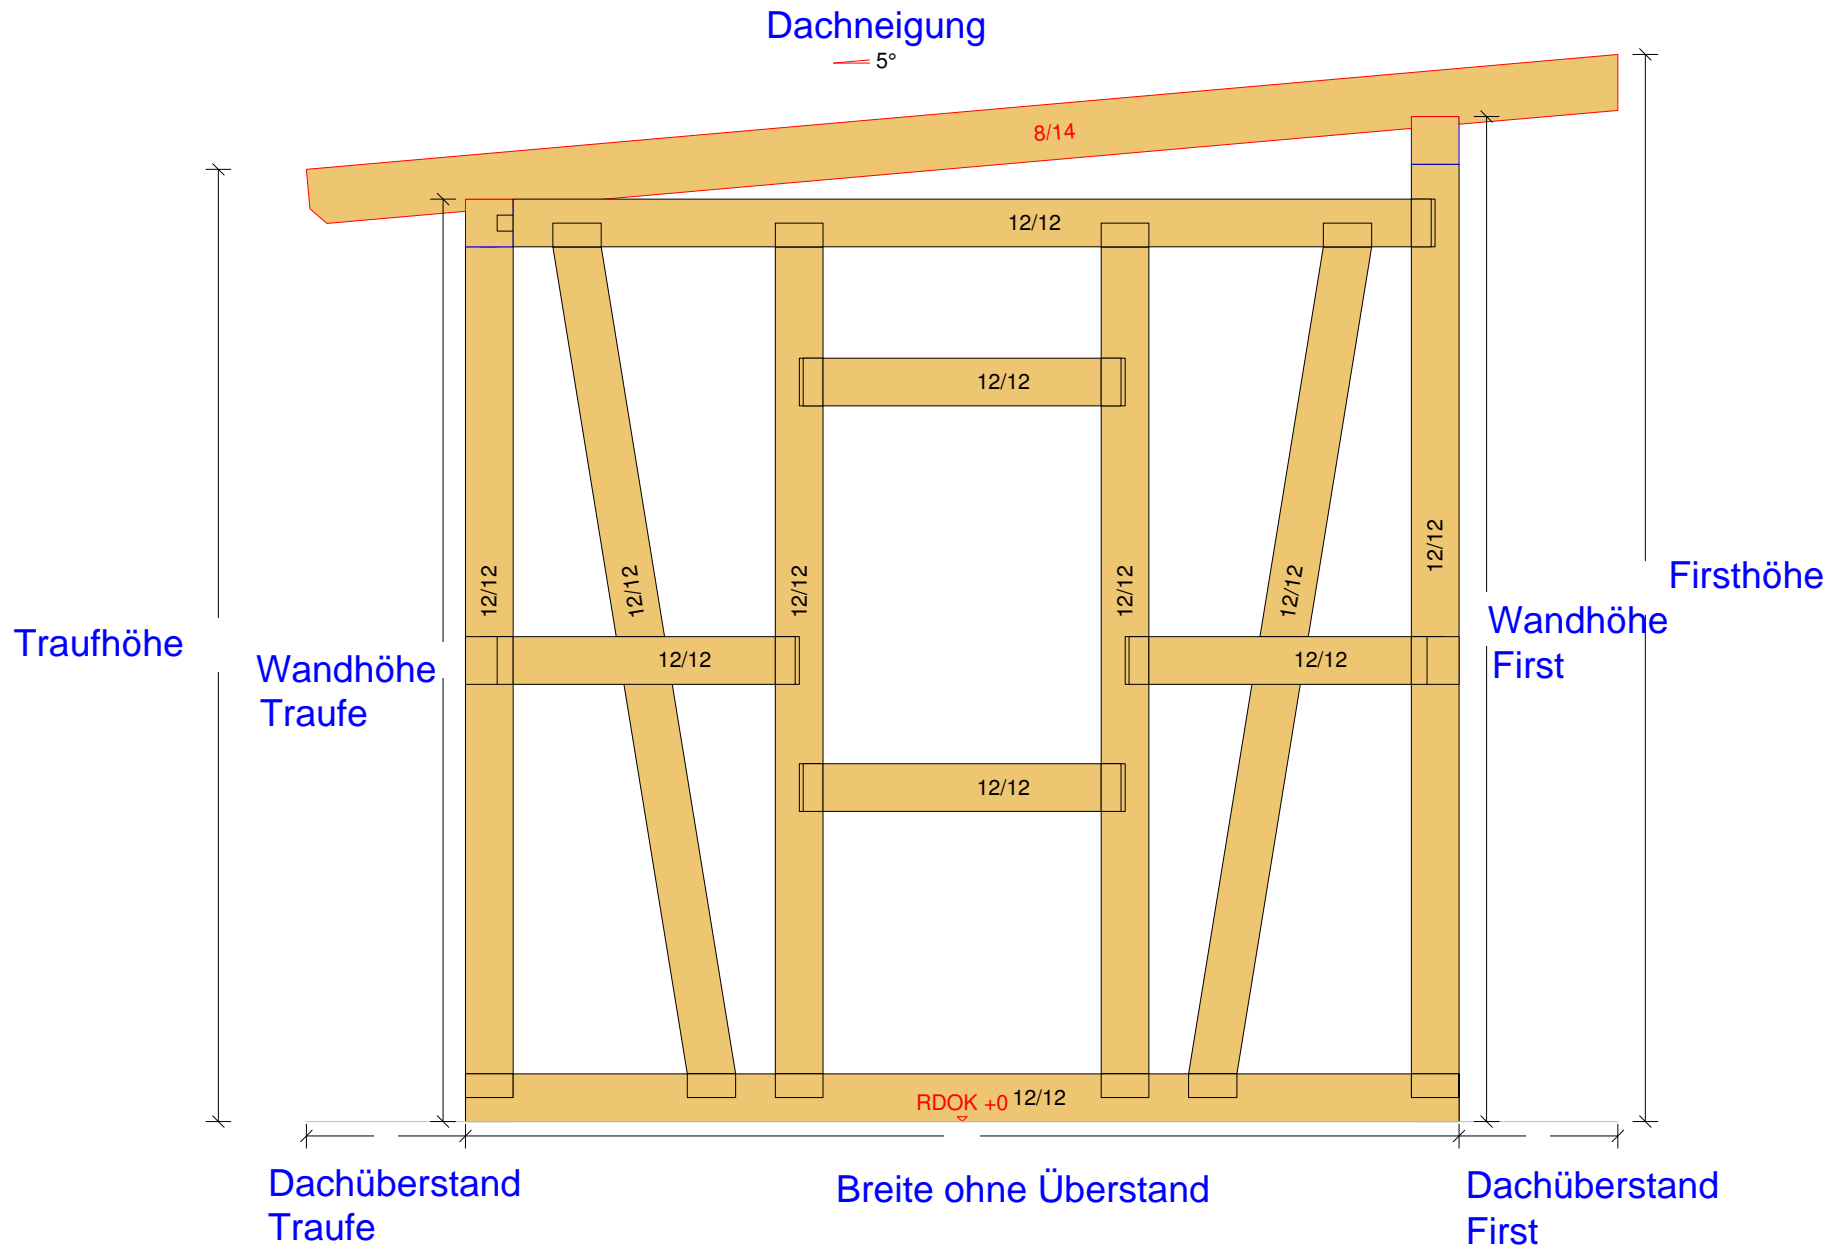 Dachneigung
5°
8/14
12/12
12/12
12/12
12/12
12/12
12/12
12/12
12/12
Firsthöhe
Wandhöhe
First
Traufhöhe
Wandhöhe
Traufe
12/12
12/12
12/12
RDOK +0
12/12
Dachüberstand
Traufe
Breite ohne Überstand
Dachüberstand
First